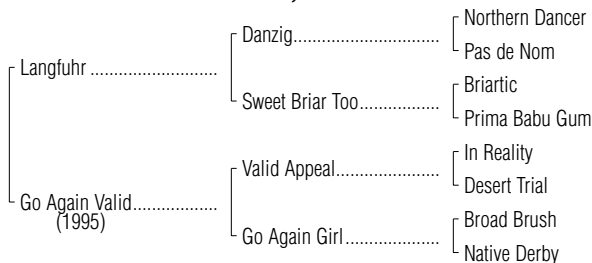 Northern Dancer
Danzig..................................
Pas de Nom
Langfuhr ..........................
Briartic
Sweet Briar Too..................
Prima Babu Gum
In Reality
Valid Appeal.......................
Desert Trial
Go Again Valid.................
(1995)
Broad Brush
Go Again Girl.....................
Native Derby